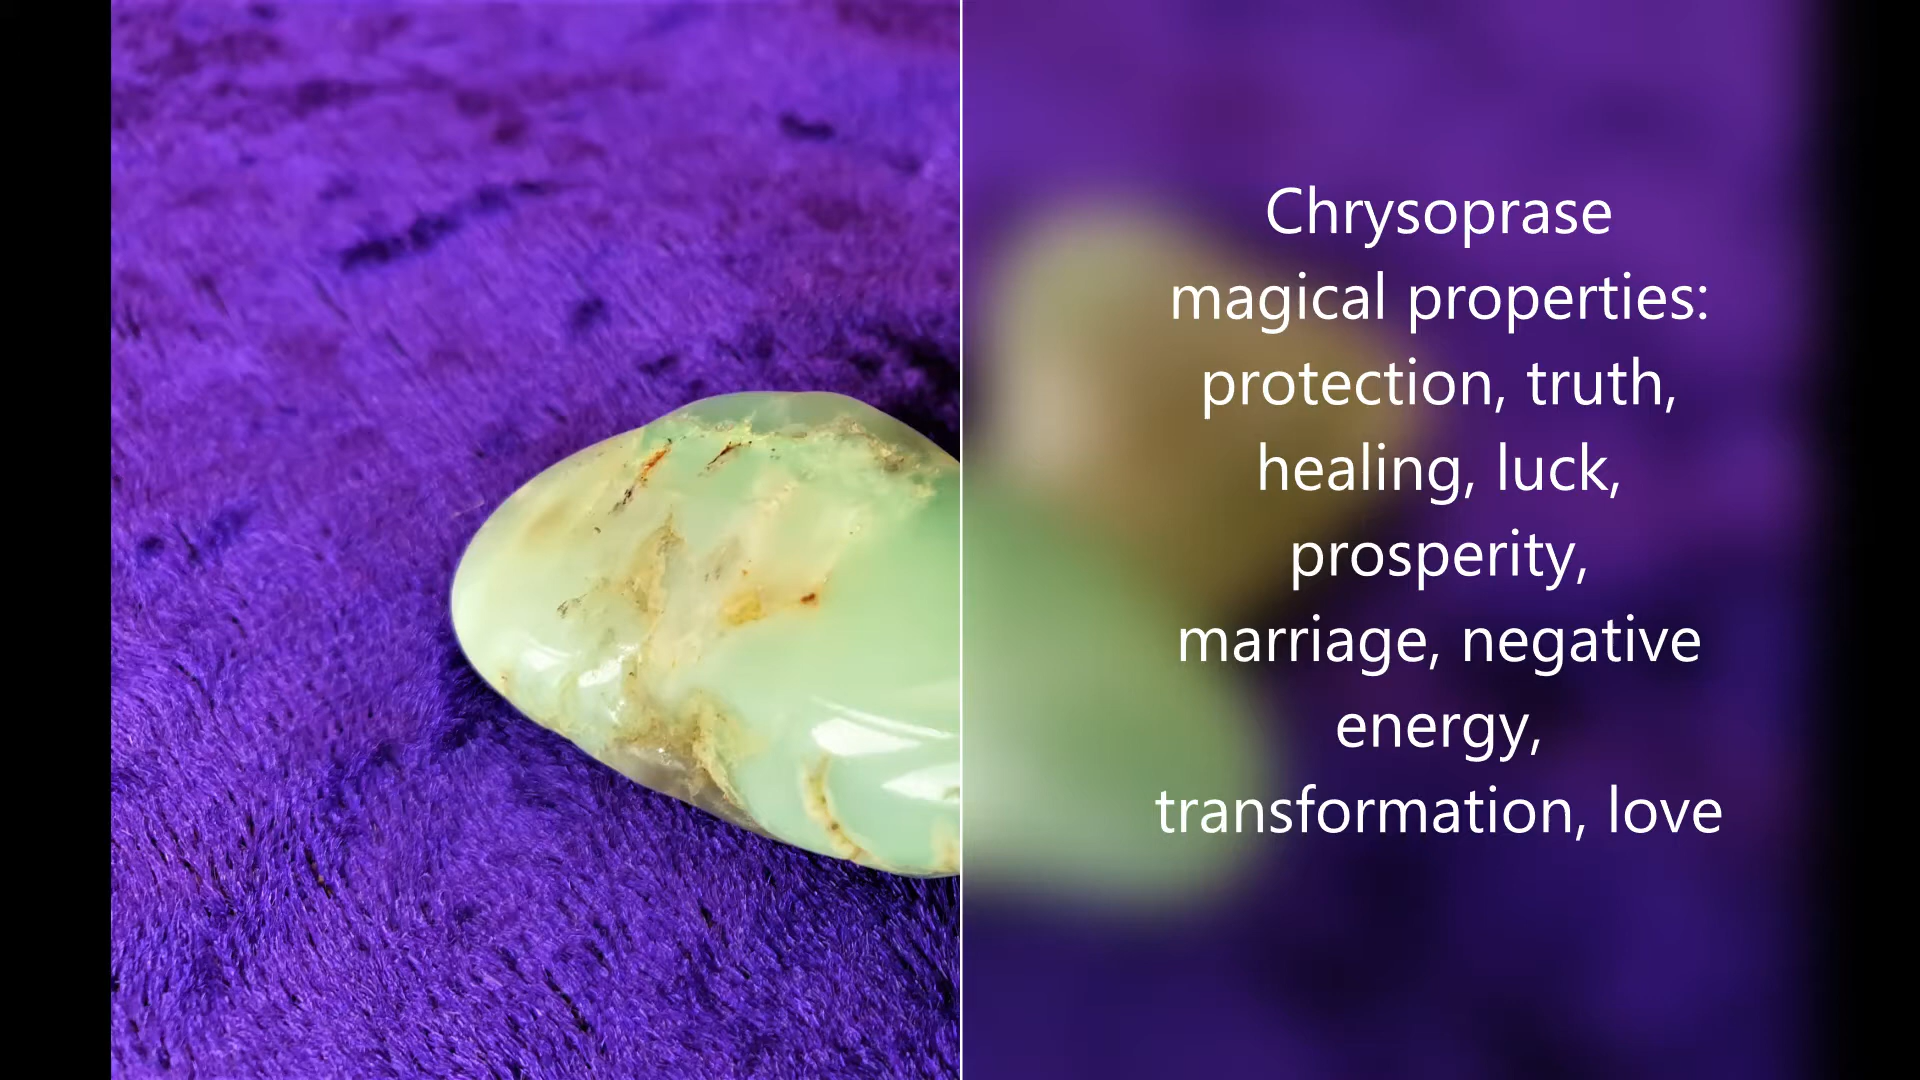 Chrysoprase
magical properties:
protection, truth,
healing, luck,
prosperity,
marriage, negative
energy,
transformation, love